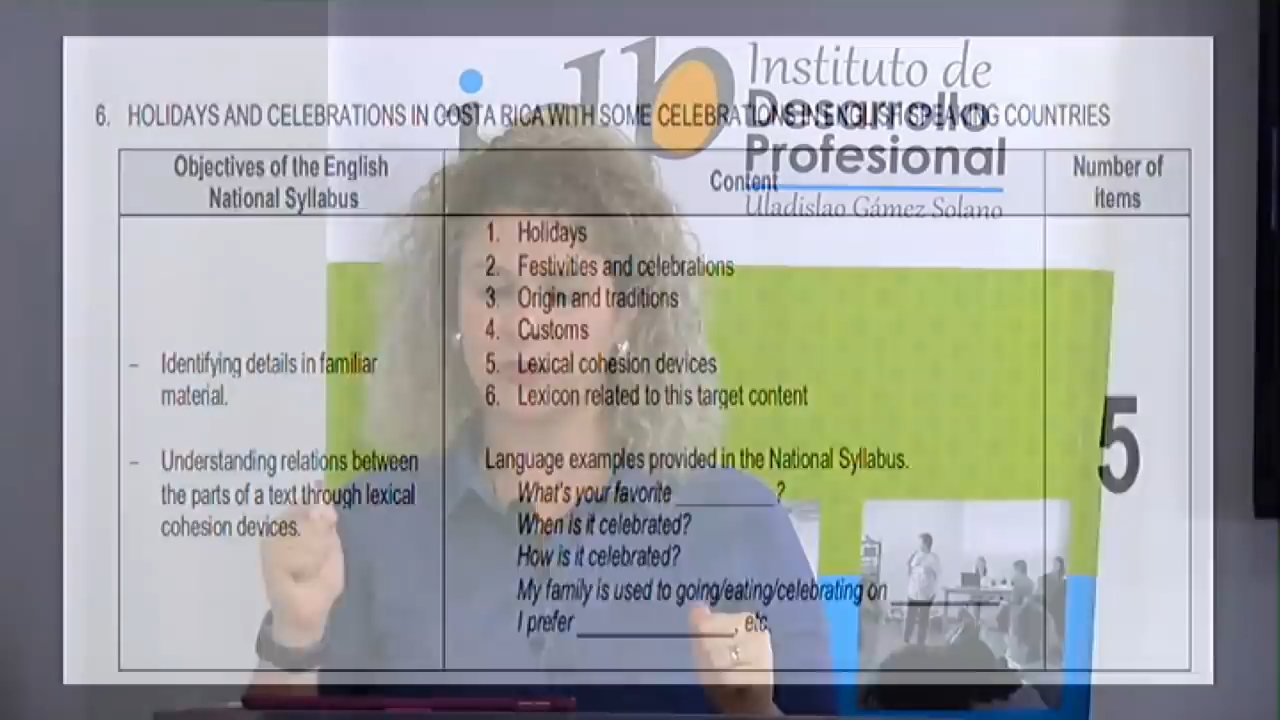 Instituto de
Desarrollo
Profesional
Uladislao Gámez Solano
6. HOLIDAYS AND CELEBRATIONS IN COSTA RICA WITH SOME CELEBRATIONS IN ENGLISH SPEAKING COUNTRIES
Objectives of the English
National Syllabus
Content
Number of
items
1. Holidays
2. Festivities and celebrations
3. Origin and traditions
4. Customs
5. Lexical cohesion devices
6. Lexicon related to this target content
– Identifying details in familiar
material.
– Understanding relations between
the parts of a text through lexical
cohesion devices.
Language examples provided in the National Syllabus.
What's your favorite __________?
When is it celebrated?
How is it celebrated?
My family is used to going/eating/celebrating on __________
I prefer ________________, etc.
5